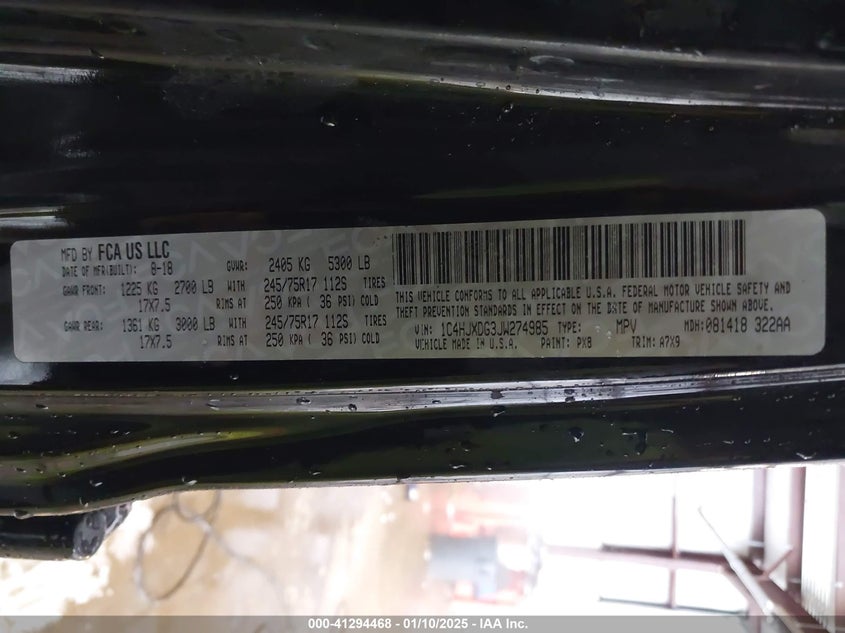 MFD BY FCA US LLC
DATE OF MFR(BUILT): 8-18 GVWR: 2405 KG 5300 LB
GAWR FRONT: 1225 KG 2700 LB WITH 245/75R17 112S TIRES
17X7.5 RIMS AT 250 KPA ( 36 PSI) COLD
GAWR REAR: 1361 KG 3000 LB WITH 245/75R17 112S TIRES
17X7.5 RIMS AT 250 KPA ( 36 PSI) COLD
THIS VEHICLE CONFORMS TO ALL APPLICABLE U.S.A. FEDERAL MOTOR VEHICLE SAFETY AND
THEFT PREVENTION STANDARDS IN EFFECT ON THE DATE OF MANUFACTURE SHOWN ABOVE.
VIN: 1C4HJXDG3JW274985 TYPE: MPV MDH: 081418 322AA
VEHICLE MADE IN U.S.A. PAINT: PX8 TRIM: A7X9
000-41294468 - 01/10/2025 - IAA Inc.